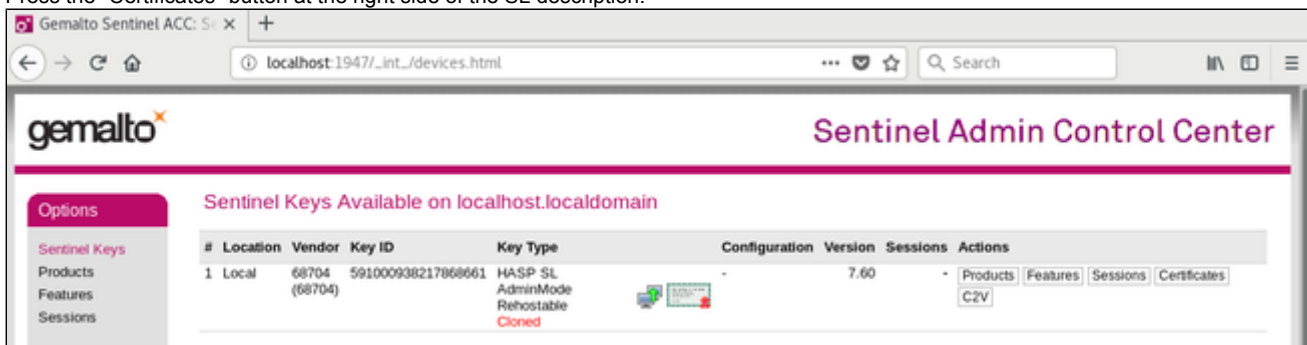 Press the "Certificates" button at the right side of the SL description.
Gemalto Sentinel ACC: Se
localhost:1947/_int_/devices.html
Search
gemalto
Sentinel Admin Control Center
Options
Sentinel Keys
Products
Features
Sessions
Sentinel Keys Available on localhost.localdomain
# Location Vendor Key ID Key Type Configuration Version Sessions Actions
1 Local 68704 591000938217868661 HASP SL - 7.60 - Products Features Sessions Certificates
(68704) AdminMode C2V
Rehostable
Cloned